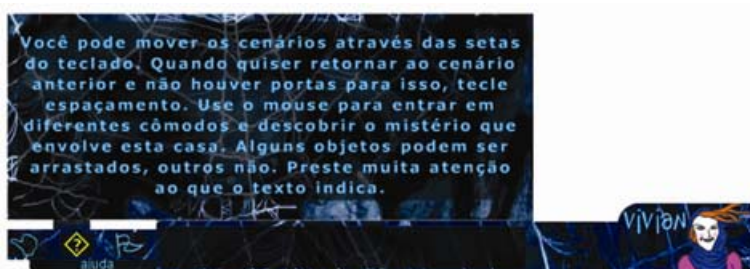 Você pode mover os cenários através das setas
do teclado. Quando quiser retornar ao cenário
anterior e não houver portas para isso, tecle
espaçamento. Use o mouse para entrar em
diferentes cômodos e descobrir o mistério que
envolve esta casa. Alguns objetos podem ser
arrastados, outros não. Preste muita atenção
ao que o texto indica.
ViViaN
?
ajuda